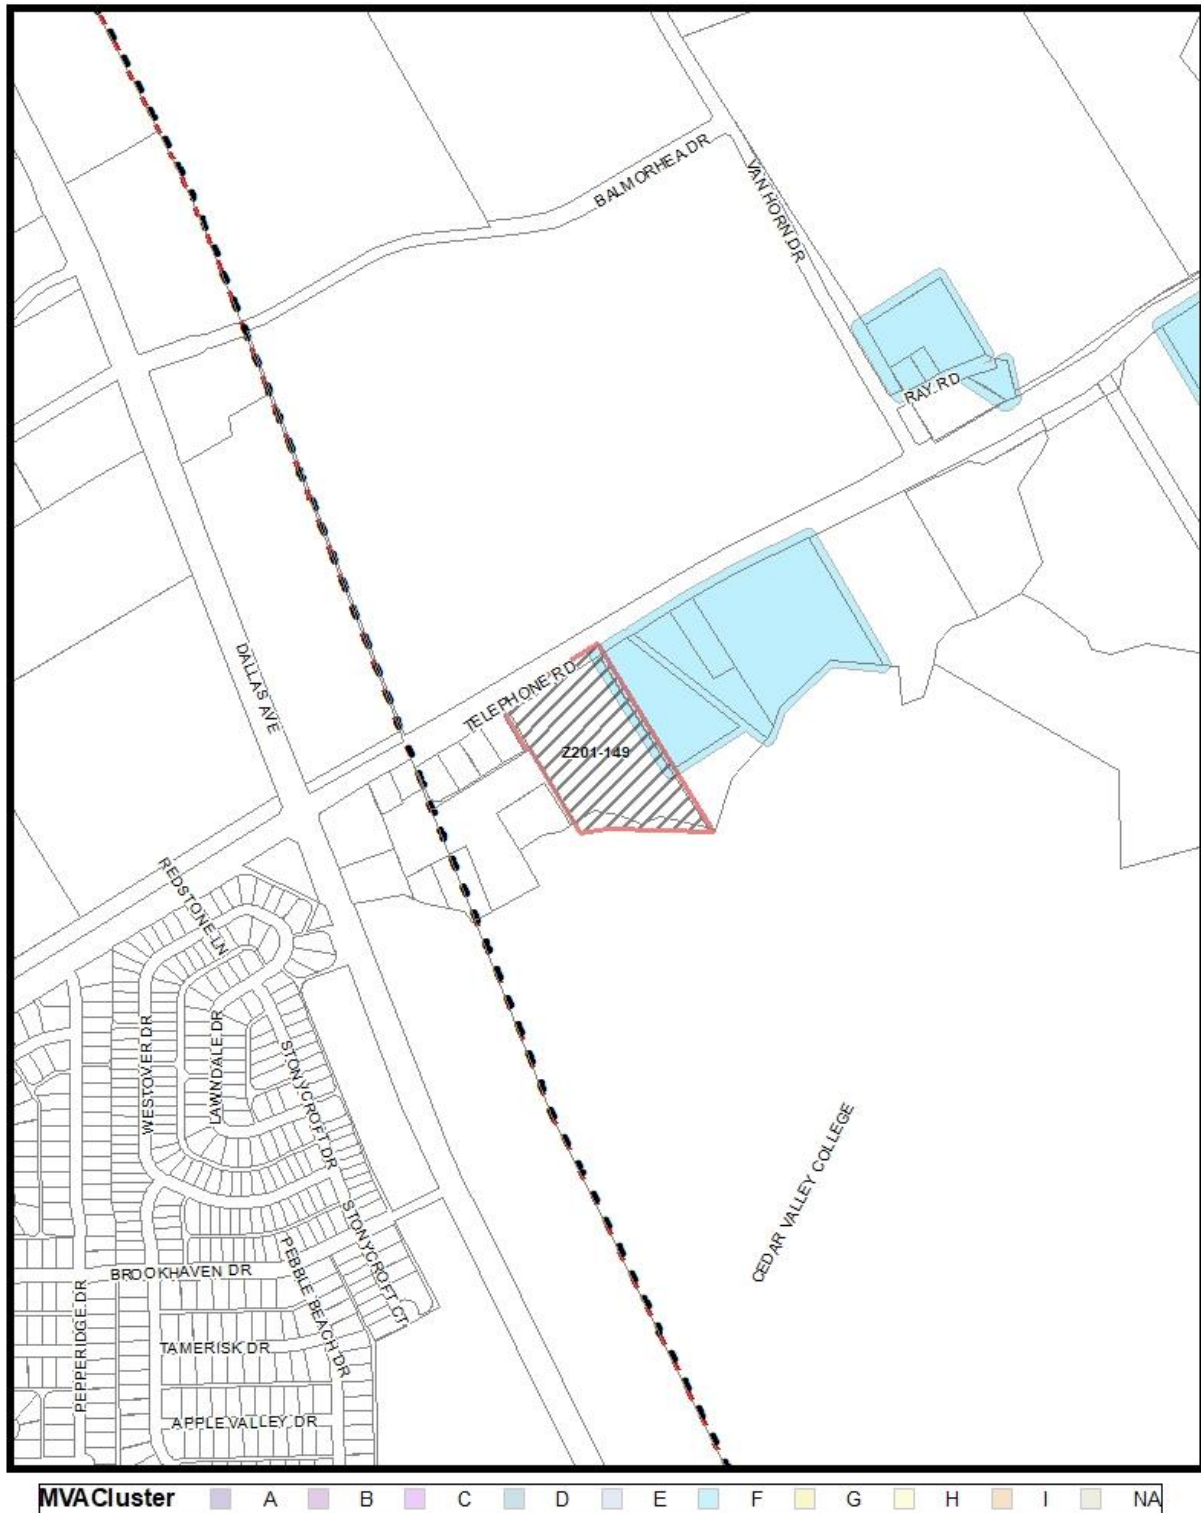 BALMORHEA DR
VAN HORN DR
RAY RD
DALLAS AVE
TELEPHONE RD
Z201-149
REDSTONE LN
WESTOVER DR
LAWNDALE DR
STONYCROFT DR
STONYCROFT CT
CEDAR VALLEY COLLEGE
BROOKHAVEN DR
PEBBLE BEACH DR
PEPPERIDGE DR
TAMERISK DR
APPLE VALLEY DR
MVACluster A B C D E F G H I NA